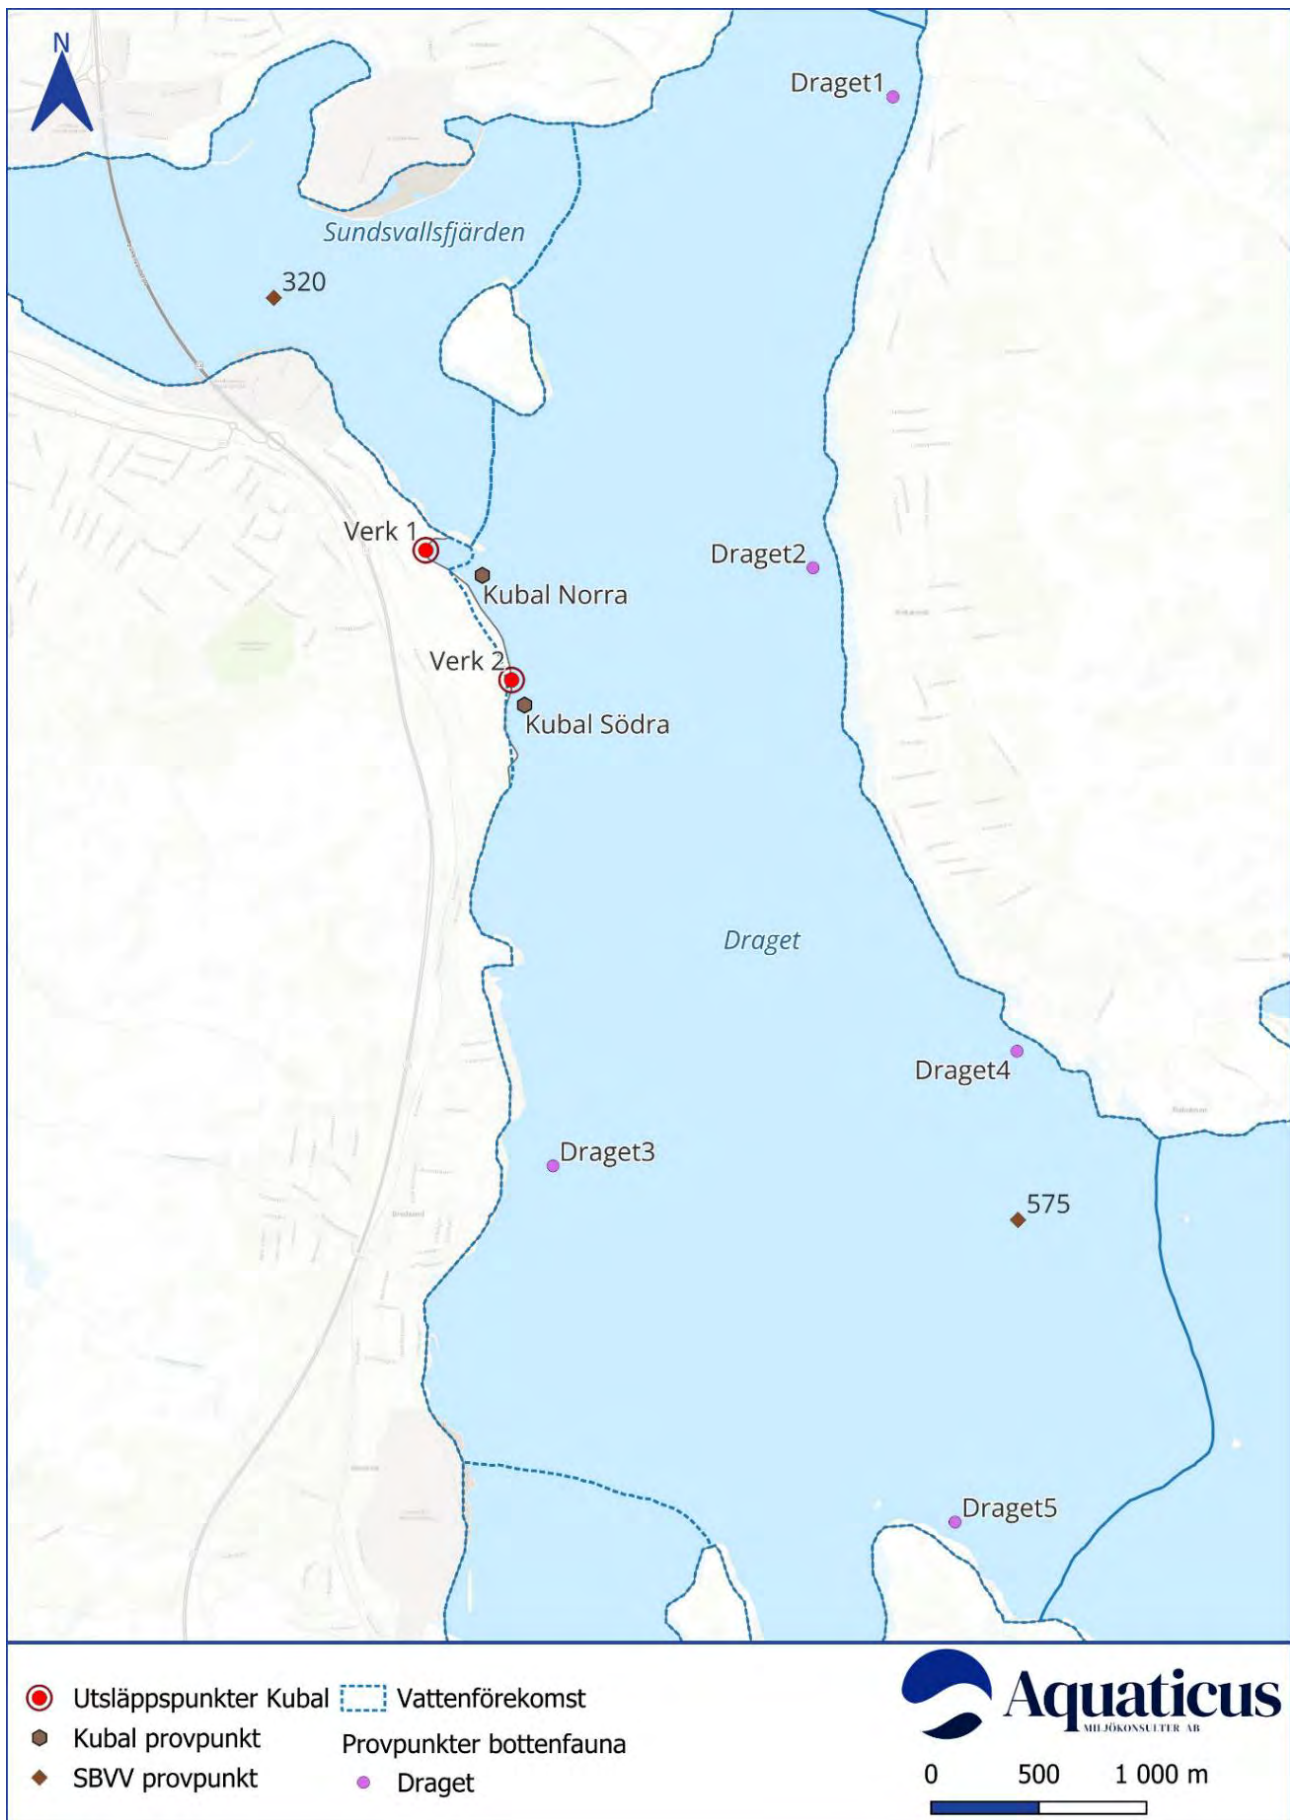 N
Draget1
Sundsvallsfjärden
320
Verk 1
Draget2
Kubal Norra
Verk 2
Kubal Södra
Draget
Draget4
Draget3
575
Draget5
Utsläppspunkter Kubal
Kubal provpunkt
SBVV provpunkt
Vattenförekomst
Provpunkter bottenfauna
Draget
Aquaticus
MILJÖKONSULTER AB
0 500 1 000 m